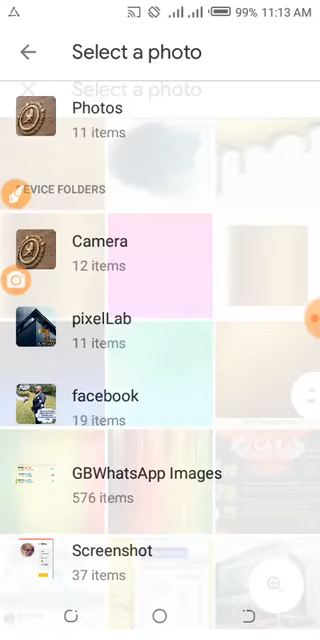 99% 11:13 AM
Select a photo
Select a photo
Photos
11 items
EVICE FOLDERS
Camera
12 items
pixelLab
11 items
facebook
19 items
GBWhatsApp Images
576 items
Screenshot
37 items